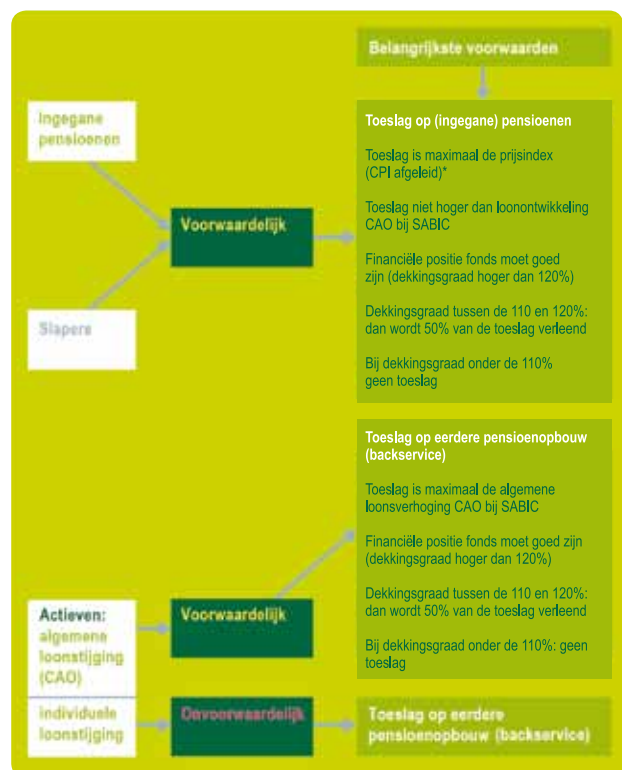 Belangrijkste voorwaarden
Ingegane
pensioenen
Toeslag op (ingegane) pensioenen
Toeslag is maximaal de prijsindex
(CPI afgeleid)*
Toeslag niet hoger dan loonontwikkeling
CAO bij SABIC
Financiële positie fonds moet goed
zijn (dekkingsgraad hoger dan 120%)
Dekkingsgraad tussen de 110 en 120%:
dan wordt 50% van de toeslag verleend
Bij dekkingsgraad onder de 110%
geen toeslag
Voorwaardelijk
Slapers
Toeslag op eerdere pensioenopbouw
(backservice)
Toeslag is maximaal de algemene
loonsverhoging CAO bij SABIC
Financiële positie fonds moet goed zijn
(dekkingsgraad hoger dan 120%)
Dekkingsgraad tussen de 110 en 120%:
dan wordt 50% van de toeslag verleend
Bij dekkingsgraad onder de 110%: geen
toeslag
Actieven:
algemene
loonstijging
(CAO)
Voorwaardelijk
individuele
loonstijging
Onvoorwaardelijk
Toeslag op eerdere
pensioenopbouw (backservice)